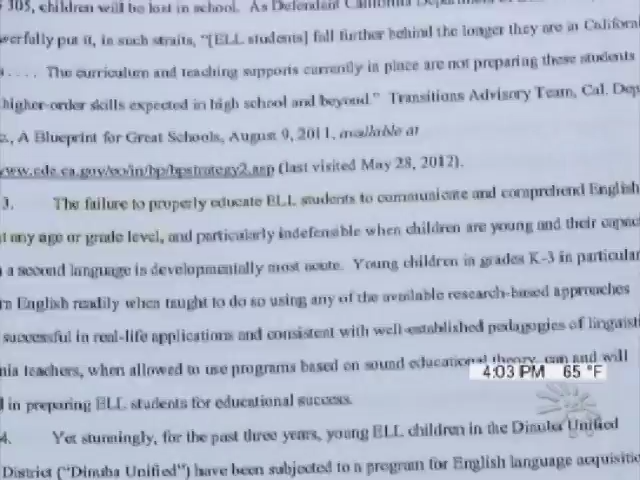 305, children will be lost in school. As Defendant California Depart
erfully put it, in such straits, "[ELL students] fall further behind the longer they are in Californi
. . . . The curriculum and teaching supports currently in place are not preparing these students
higher-order skills expected in high school and beyond." Transitions Advisory Team, Cal. Dep
., A Blueprint for Great Schools, August 9, 2011, available at
www.cde.ca.gov/eo/in/bp/bpstrategy2.asp (last visited May 28, 2012).
3. The failure to properly educate ELL students to communicate and comprehend English
t any age or grade level, and particularly indefensible when children are young and their capac
a second language is developmentally most acute. Young children in grades K-3 in particular
rn English readily when taught to do so using any of the available research-based approaches
successful in real-life applications and consistent with well-established pedagogies of linguisti
nia teachers, when allowed to use programs based on sound educational theory, can and will
4:03 PM 65 °F
in preparing ELL students for educational success.
4. Yet stunningly, for the past three years, young ELL children in the Dinuba Unified
District ("Dinuba Unified") have been subjected to a program for English language acquisitio